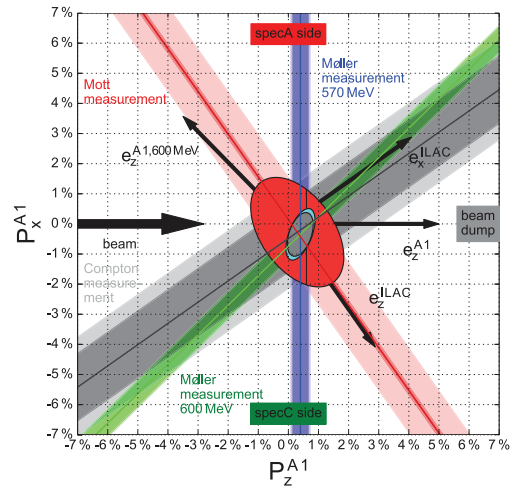 7 %
6 %
5 %
4 %
3 %
2 %
1 %
0 %
-1 %
-2 %
-3 %
-4 %
-5 %
-6 %
-7 %
P_x^A1
specA side
Mott
measurement
Møller
measurement
570 MeV
e_z^A1,600 MeV
e_x^ILAC
beam
beam
dump
e_z^A1
Compton
measure-
ment
e_z^ILAC
Møller
measurement
600 MeV
specC side
-7 % -6 % -5 % -4 % -3 % -2 % -1 % 0 % 1 % 2 % 3 % 4 % 5 % 6 % 7 %
P_z^A1